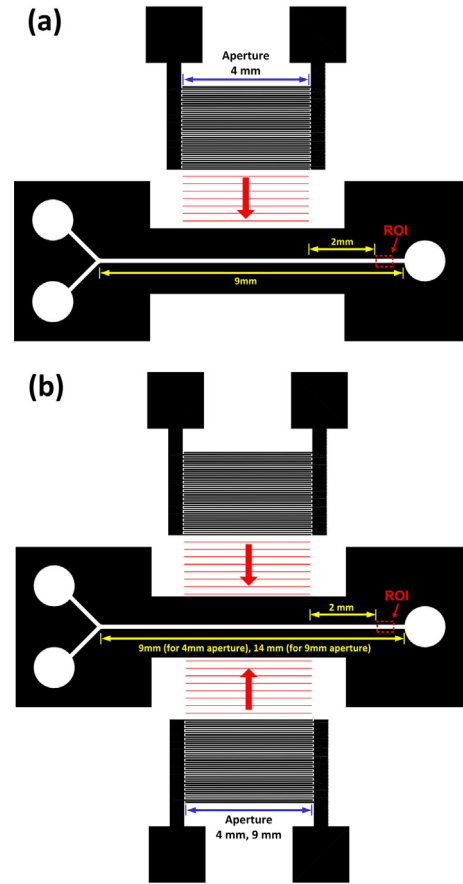 (a)
Aperture
4 mm
2mm
ROI
9mm
(b)
2 mm
ROI
9mm (for 4mm aperture), 14 mm (for 9mm aperture)
Aperture
4 mm, 9 mm